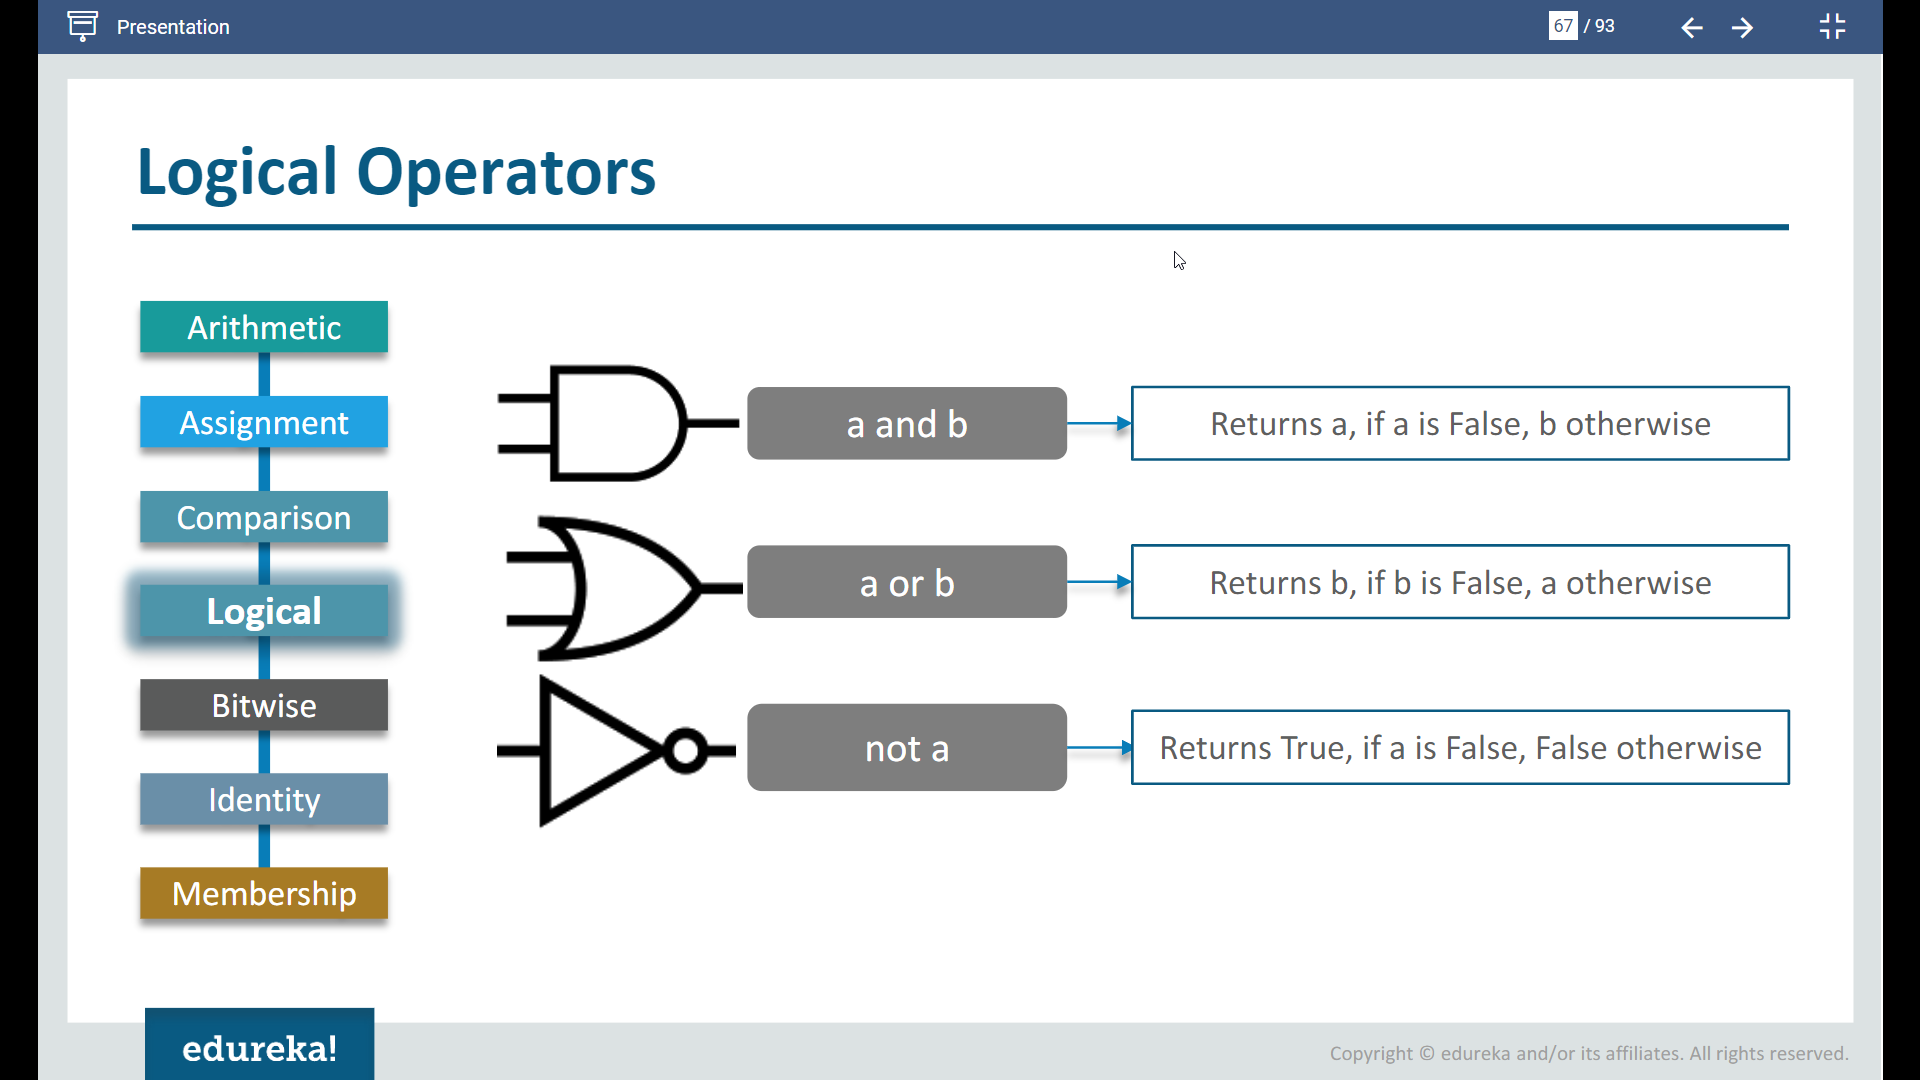 Presentation
67 / 93
Logical Operators
Arithmetic
Assignment
Comparison
Logical
Bitwise
Identity
Membership
a and b
Returns a, if a is False, b otherwise
a or b
Returns b, if b is False, a otherwise
not a
Returns True, if a is False, False otherwise
edureka!
Copyright © edureka and/or its affiliates. All rights reserved.